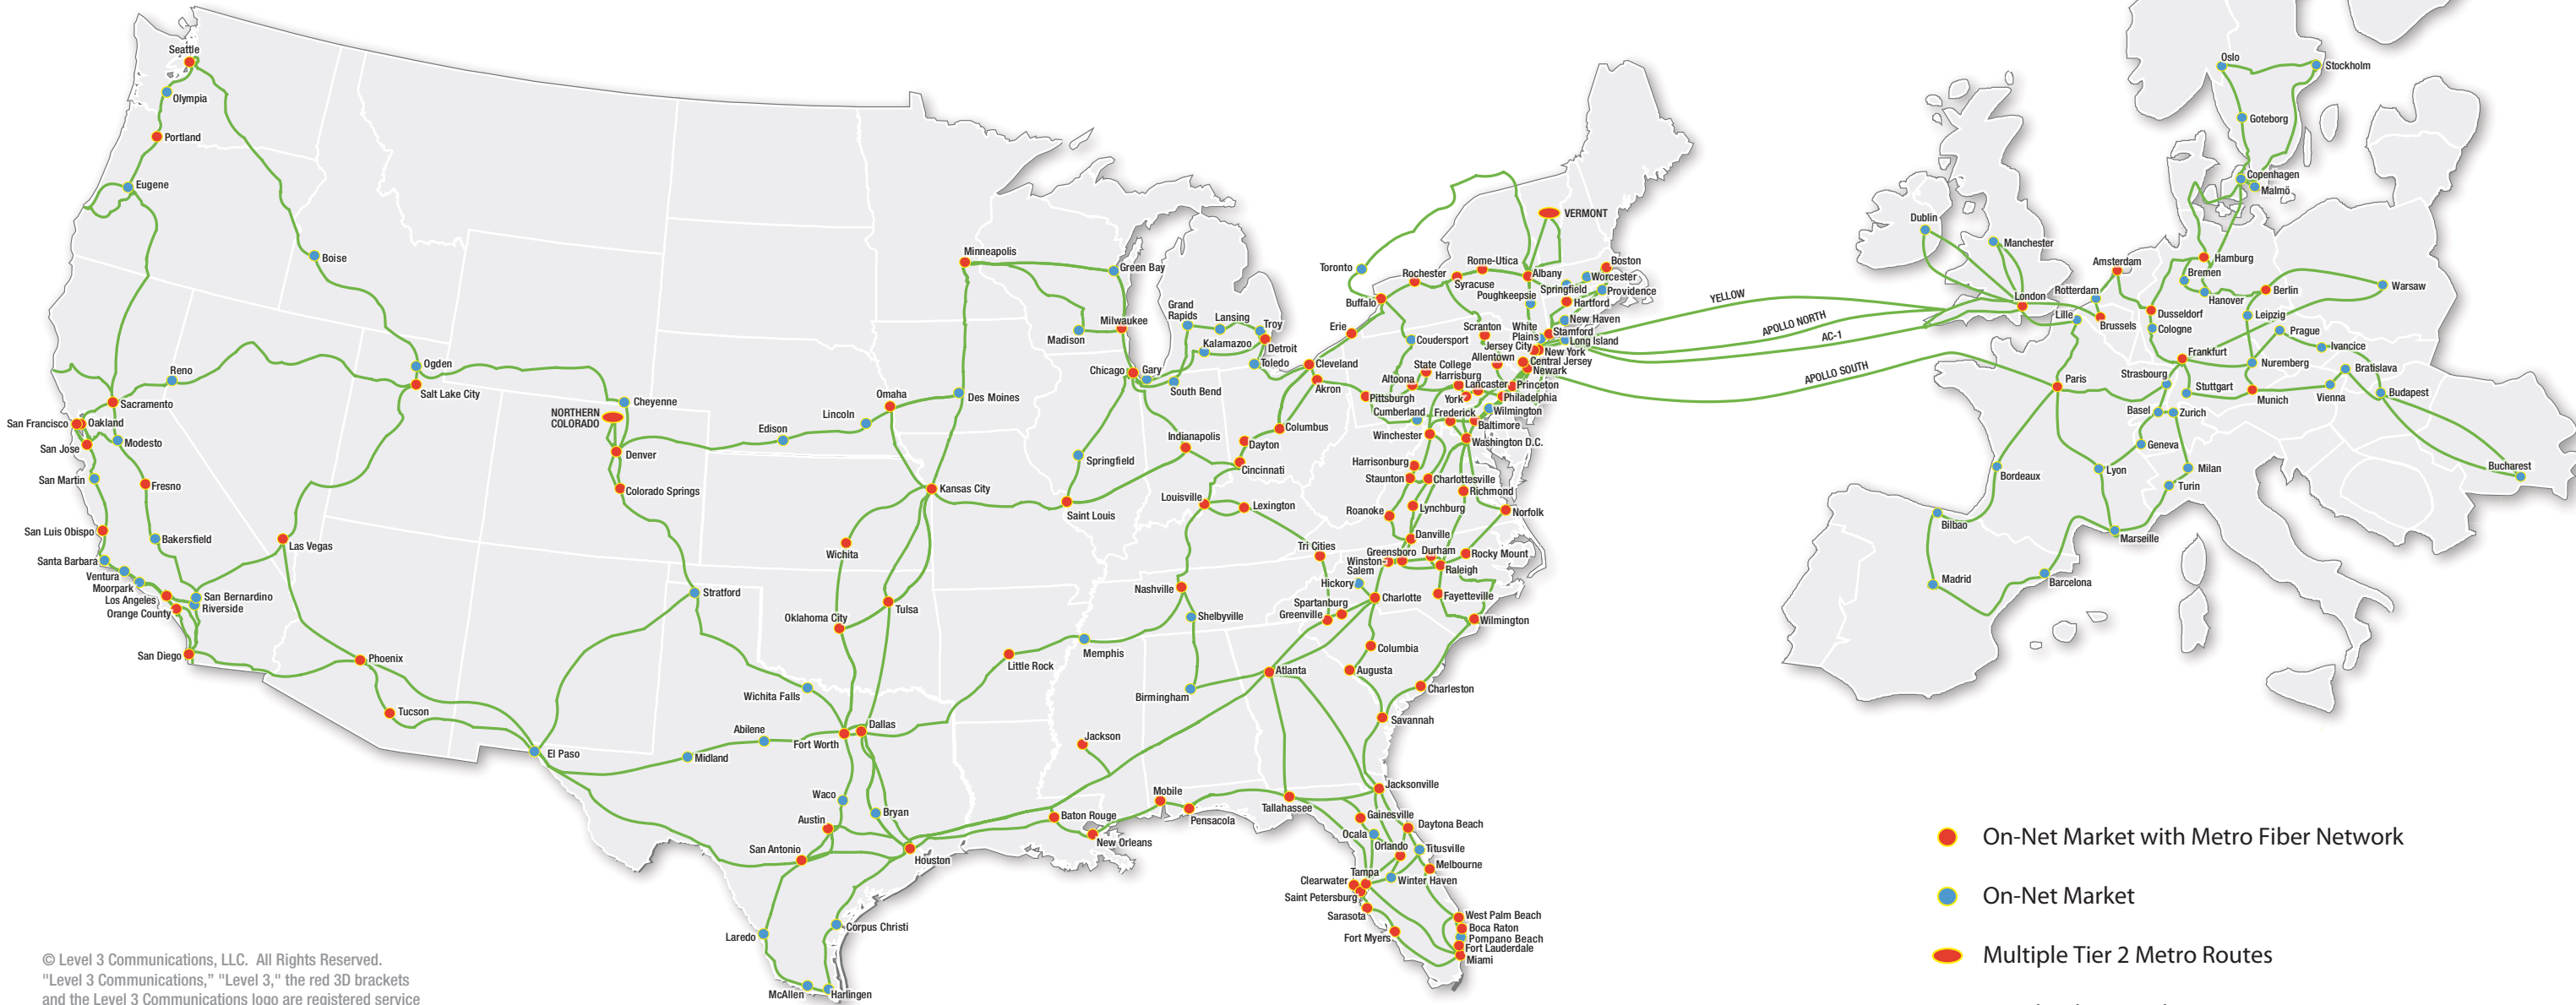 Seattle
Olympia
Portland
Eugene
Boise
Ogden
Salt Lake City
Reno
Sacramento
San Francisco
Oakland
San Jose
Modesto
San Martin
Fresno
San Luis Obispo
Bakersfield
Santa Barbara
Ventura
Moorpark
Los Angeles
Orange County
San Bernardino
Riverside
San Diego
Las Vegas
Phoenix
Tucson
El Paso
NORTHERN
COLORADO
Cheyenne
Denver
Colorado Springs
Stratford
Edison
Lincoln
Omaha
Des Moines
Minneapolis
Kansas City
Wichita
Oklahoma City
Tulsa
Wichita Falls
Abilene
Midland
Fort Worth
Dallas
Waco
Bryan
Austin
San Antonio
Houston
Laredo
Corpus Christi
McAllen
Harlingen
Green Bay
Madison
Milwaukee
Chicago
Gary
South Bend
Grand
Rapids
Lansing
Troy
Kalamazoo
Detroit
Toledo
Springfield
Saint Louis
Indianapolis
Dayton
Cincinnati
Columbus
Cleveland
Akron
Louisville
Lexington
Nashville
Shelbyville
Memphis
Little Rock
Birmingham
Jackson
Baton Rouge
New Orleans
Mobile
Pensacola
Tallahassee
Atlanta
Toronto
Buffalo
Rochester
Syracuse
Rome-Utica
Albany
VERMONT
Boston
Worcester
Providence
Springfield
Hartford
Poughkeepsie
New Haven
Stamford
Long Island
White
Plains
Jersey City
New York
Central Jersey
Newark
Erie
Coudersport
Scranton
Allentown
State College
Altoona
Harrisburg
Lancaster
Princeton
Pittsburgh
York
Philadelphia
Cumberland
Frederick
Wilmington
Baltimore
Winchester
Washington D.C.
Harrisonburg
Staunton
Charlottesville
Richmond
Roanoke
Lynchburg
Norfolk
Danville
Tri Cities
Greensboro
Durham
Rocky Mount
Winston-
Salem
Raleigh
Hickory
Spartanburg
Greenville
Charlotte
Fayetteville
Wilmington
Columbia
Augusta
Charleston
Savannah
Jacksonville
Gainesville
Ocala
Daytona Beach
Orlando
Titusville
Melbourne
Tampa
Clearwater
Winter Haven
Saint Petersburg
Sarasota
Fort Myers
West Palm Beach
Boca Raton
Pompano Beach
Fort Lauderdale
Miami
YELLOW
APOLLO NORTH
AC-1
APOLLO SOUTH
Oslo
Stockholm
Goteborg
Copenhagen
Malmö
Dublin
Manchester
London
Amsterdam
Rotterdam
Lille
Brussels
Hamburg
Bremen
Hanover
Berlin
Warsaw
Dusseldorf
Cologne
Leipzig
Prague
Ivancice
Frankfurt
Nuremberg
Bratislava
Strasbourg
Stuttgart
Munich
Vienna
Budapest
Bucharest
Paris
Basel
Zurich
Geneva
Lyon
Milan
Turin
Marseille
Bordeaux
Bilbao
Madrid
Barcelona
On-Net Market with Metro Fiber Network
On-Net Market
Multiple Tier 2 Metro Routes
© Level 3 Communications, LLC. All Rights Reserved.
"Level 3 Communications,” "Level 3," the red 3D brackets
and the Level 3 Communications logo are registered service